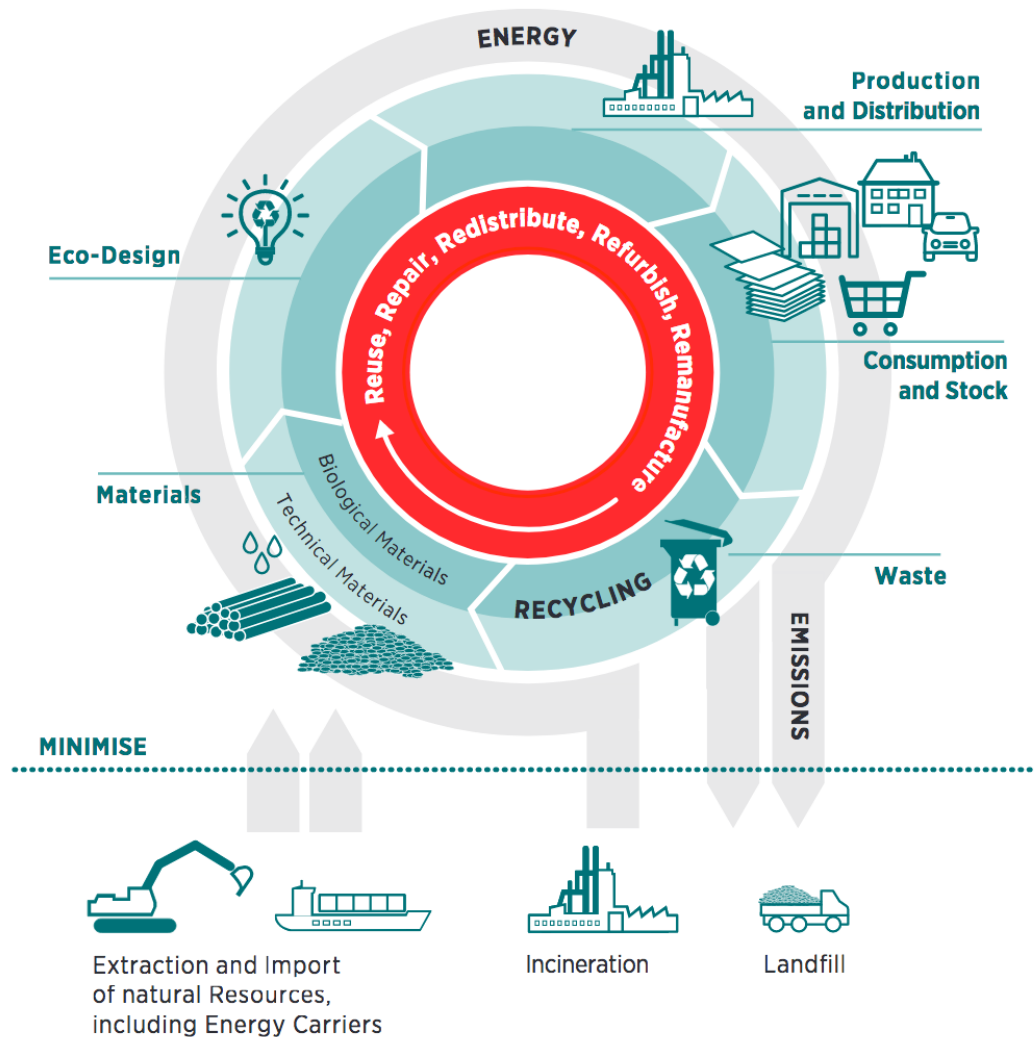 ENERGY
Production
and Distribution
Eco-Design
Reuse, Repair, Redistribute, Refurbish, Remanufacture
Consumption
and Stock
Materials
Biological Materials
Technical Materials
RECYCLING
Waste
EMISSIONS
MINIMISE
Extraction and Import
of natural Resources,
including Energy Carriers
Incineration
Landfill